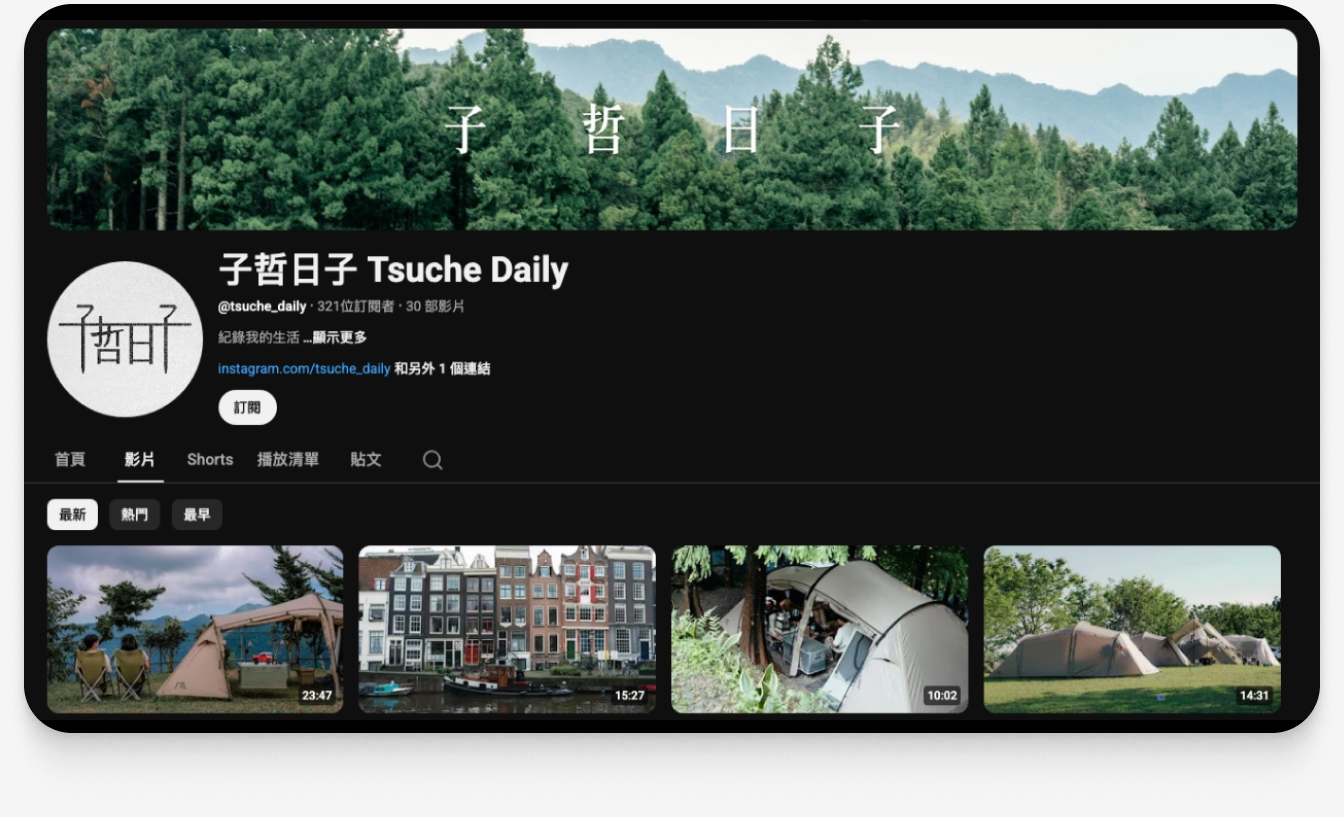 子 哲 日 子
子哲日子
子哲日子 Tsuche Daily
@tsuche_daily · 321位訂閱者 · 30 部影片
紀錄我的生活 ...顯示更多
instagram.com/tsuche_daily 和另外 1 個連結
訂閱
首頁 影片 Shorts 播放清單 貼文
最新 熱門 最早
23:47 15:27 10:02 14:31